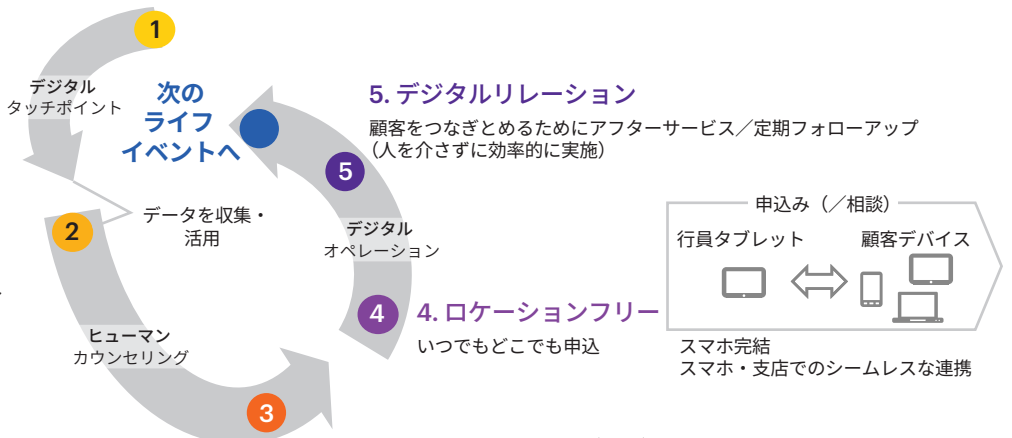 1
デジタル
タッチポイント
次の
ライフ
イベントへ
5. デジタルリレーション
顧客をつなぎとめるためにアフターサービス／定期フォローアップ
（人を介さずに効率的に実施）
5
2
データを収集・
活用
デジタル
オペレーション
申込み（／相談）
行員タブレット
顧客デバイス
4
4. ロケーションフリー
いつでもどこでも申込
スマホ完結
スマホ・支店でのシームレスな連携
ヒューマン
カウンセリング
3